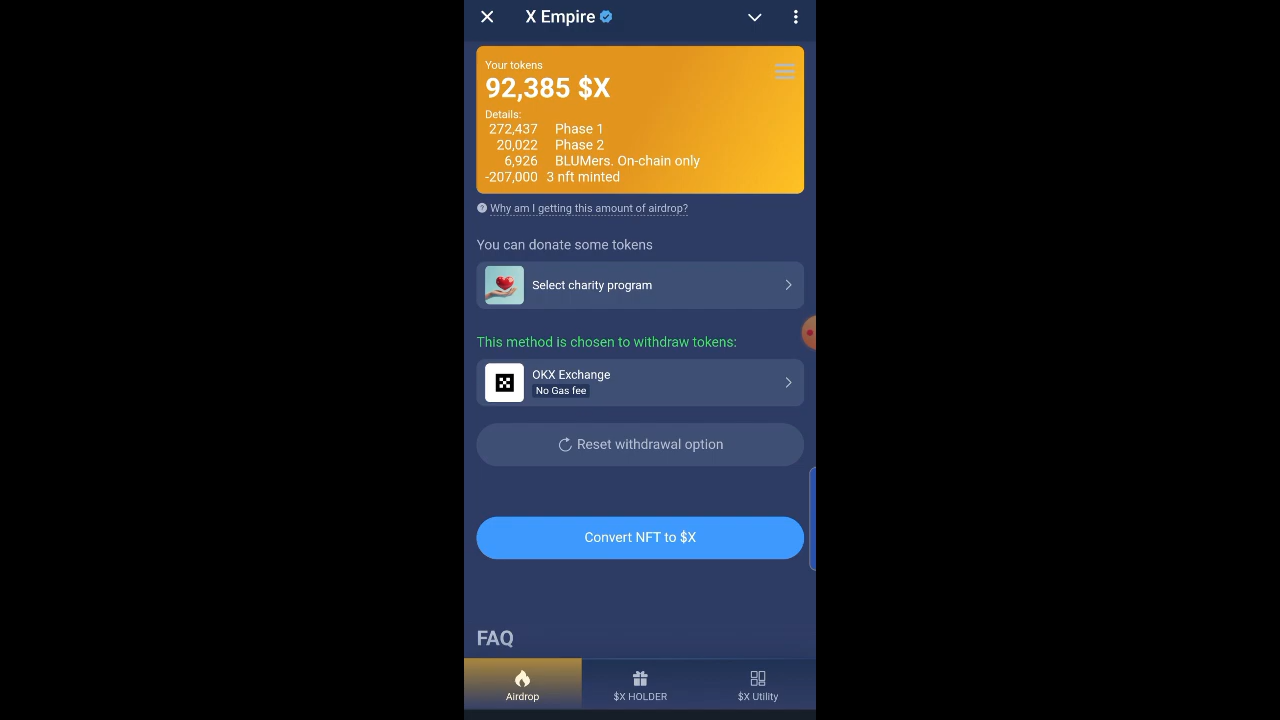 X Empire
Your tokens
92,385 $X
Details:
272,437 Phase 1
20,022 Phase 2
6,926 BLUMers. On-chain only
-207,000 3 nft minted
Why am I getting this amount of airdrop?
You can donate some tokens
Select charity program
This method is chosen to withdraw tokens:
OKX Exchange
No Gas fee
Reset withdrawal option
Convert NFT to $X
FAQ
Airdrop $X HOLDER $X Utility